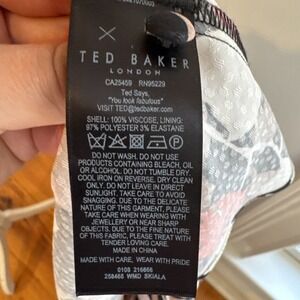 TED BAKER
LONDON
CA25459 RN95229
Ted Says,
"You look fabulous"
VISIT TED@tedbaker.com
SHELL: 100% VISCOSE, LINING:
97% POLYESTER 3% ELASTANE
DO NOT WASH. DO NOT USE
PRODUCTS CONTAINING BLEACH, OIL
OR ALCOHOL. DO NOT TUMBLE DRY.
COOL IRON ON REVERSE. DRY CLEAN
ONLY. DO NOT LEAVE IN DIRECT
SUNLIGHT. TAKE CARE TO AVOID
SNAGGING. DUE TO THE DELICATE
NATURE OF THIS GARMENT, PLEASE
TAKE CARE WHEN WEARING WITH
JEWELLERY OR NEAR SHARP
OBJECTS. DUE TO THE FINE NATURE
OF THIS FABRIC, PLEASE TREAT WITH
TENDER LOVING CARE.
MADE IN CHINA
MADE WITH CARE, WEAR WITH PRIDE
0108 216866
258465 WMD SKIALA